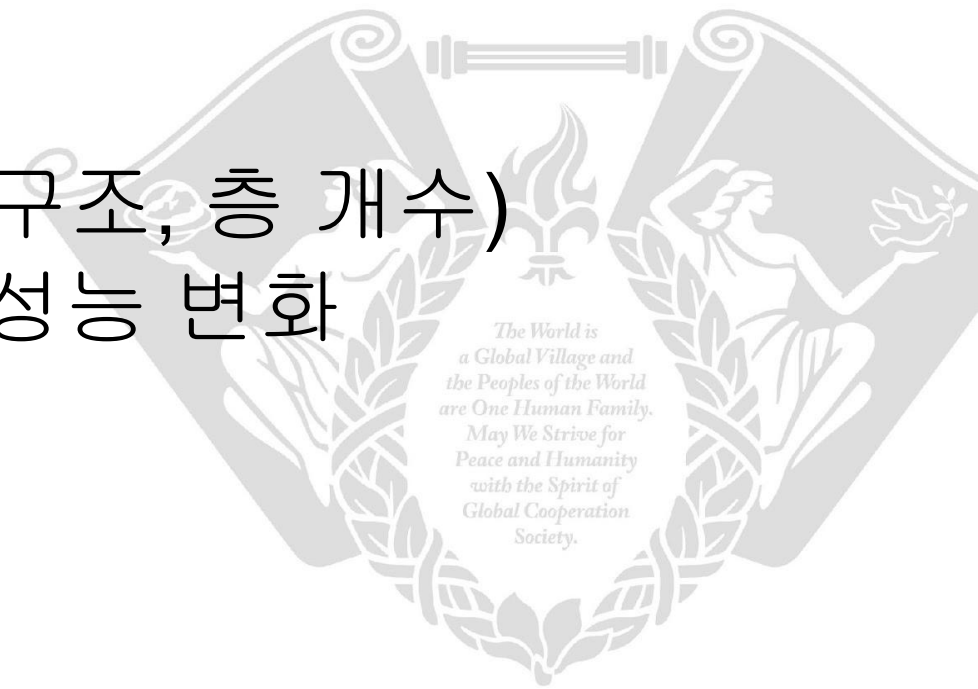 구조, 층 개수)
성능 변화
The World is
a Global Village and
the Peoples of the World
are One Human Family.
May We Strive for
Peace and Humanity
with the Spirit of
Global Cooperation
Society.